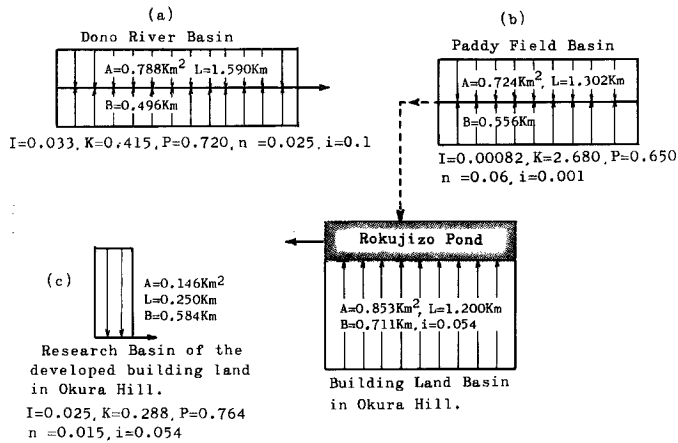 (a)
Dono River Basin
A=0.788Km² L=1.590Km
B=0.496Km
I=0.033, K=0.415, P=0.720, n =0.025, i=0.1
(b)
Paddy Field Basin
A=0.724Km², L=1.302Km
B=0.556Km
I=0.00082, K=2.680, P=0.650
n =0.06, i=0.001
Rokujizo Pond
A=0.853Km², L=1.200Km
B=0.711Km, i=0.054
Building Land Basin
in Okura Hill.
(c)
A=0.146Km²
L=0.250Km
B=0.584Km
Research Basin of the
developed building land
in Okura Hill.
I=0.025, K=0.288, P=0.764
n =0.015, i=0.054